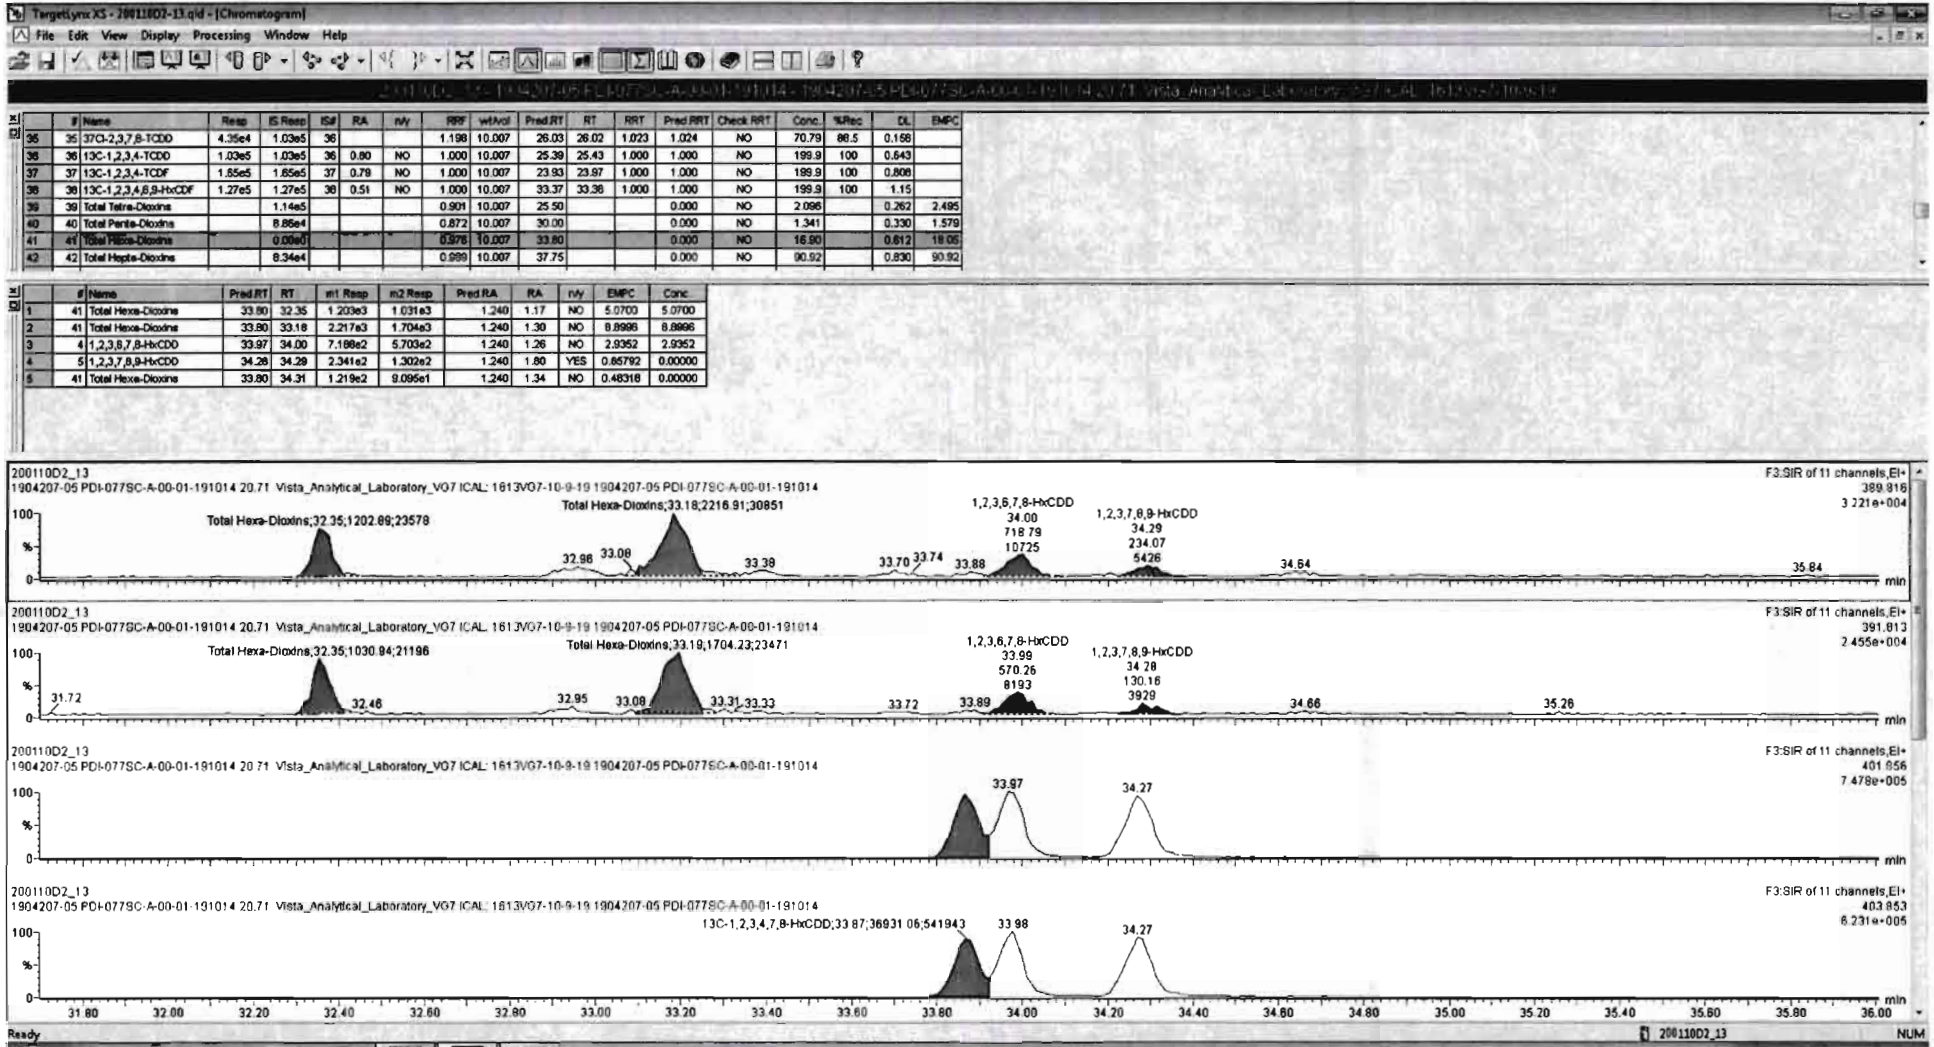 TargetLynx XS - 200110D2-13.qld - [Chromatogram]
File Edit View Display Processing Window Help
# Name Resp IS Resp IS# RA n/y RRF wt/vol Pred.RT RT RRT Pred RRT Check RRT Conc. %Rec DL EMPC
35 35 37Cl-2,3,7,8-TCDD 4.35e4 1.03e5 36 1.198 10.007 26.03 26.02 1.023 1.024 NO 70.79 88.5 0.158
36 36 13C-1,2,3,4-TCDD 1.03e5 1.03e5 36 0.80 NO 1.000 10.007 25.39 25.43 1.000 1.000 NO 199.9 100 0.643
37 37 13C-1,2,3,4-TCDF 1.65e5 1.65e5 37 0.79 NO 1.000 10.007 23.93 23.97 1.000 1.000 NO 199.9 100 0.808
38 38 13C-1,2,3,4,6,9-HxCDF 1.27e5 1.27e5 38 0.51 NO 1.000 10.007 33.37 33.36 1.000 1.000 NO 199.9 100 1.15
39 39 Total Tetra-Dioxins 1.14e5 0.901 10.007 25.50 0.000 NO 2.096 0.262 2.495
40 40 Total Penta-Dioxins 8.86e4 0.872 10.007 30.00 0.000 NO 1.341 0.330 1.579
41 41 Total Hexa-Dioxins 0.00e0 0.978 10.007 33.80 0.000 NO 16.90 0.612 18.05
42 42 Total Hepta-Dioxins 8.34e4 0.989 10.007 37.75 0.000 NO 90.92 0.830 90.92
# Name Pred.RT RT m1 Resp m2 Resp Pred.RA RA n/y EMPC Conc.
1 41 Total Hexa-Dioxins 33.80 32.35 1.203e3 1.031e3 1.240 1.17 NO 5.0700 5.0700
2 41 Total Hexa-Dioxins 33.80 33.18 2.217e3 1.704e3 1.240 1.30 NO 8.8996 8.8996
3 4 1,2,3,6,7,8-HxCDD 33.97 34.00 7.188e2 5.703e2 1.240 1.26 NO 2.9352 2.9352
4 5 1,2,3,7,8,9-HxCDD 34.28 34.29 2.341e2 1.302e2 1.240 1.80 YES 0.65792 0.00000
5 41 Total Hexa-Dioxins 33.80 34.31 1.219e2 9.095e1 1.240 1.34 NO 0.48318 0.00000
200110D2_13 F3:SIR of 11 channels,EI+
1904207-05 PDI-077SC-A-00-01-191014 20.71 Vista_Analytical_Laboratory_VG7 ICAL: 1613VG7-10-9-19 1904207-05 PDI-077SC-A-00-01-191014 389.816
3.221e+004
100 Total Hexa-Dioxins;32.35;1202.89;23578 Total Hexa-Dioxins;33.18;2216.91;30851 1,2,3,6,7,8-HxCDD 1,2,3,7,8,9-HxCDD
34.00 34.29
718.79 234.07
10725 5426
% 32.98 33.08 33.38 33.70 33.74 33.88 34.64 35.84
0 min
200110D2_13 F3:SIR of 11 channels,EI+
1904207-05 PDI-077SC-A-00-01-191014 20.71 Vista_Analytical_Laboratory_VG7 ICAL: 1613VG7-10-9-19 1904207-05 PDI-077SC-A-00-01-191014 391.813
2.455e+004
100 Total Hexa-Dioxins;32.35;1030.94;21196 Total Hexa-Dioxins;33.19;1704.23;23471 1,2,3,6,7,8-HxCDD 1,2,3,7,8,9-HxCDD
33.99 34.28
570.26 130.16
8193 3929
% 31.72 32.46 32.95 33.08 33.31 33.33 33.72 33.89 34.66 35.26
0 min
200110D2_13 F3:SIR of 11 channels,EI+
1904207-05 PDI-077SC-A-00-01-191014 20.71 Vista_Analytical_Laboratory_VG7 ICAL: 1613VG7-10-9-19 1904207-05 PDI-077SC-A-00-01-191014 401.856
7.478e+005
100 33.97 34.27
%
0 min
200110D2_13 F3:SIR of 11 channels,EI+
1904207-05 PDI-077SC-A-00-01-191014 20.71 Vista_Analytical_Laboratory_VG7 ICAL: 1613VG7-10-9-19 1904207-05 PDI-077SC-A-00-01-191014 403.853
6.231e+005
100 13C-1,2,3,4,7,8-HxCDD;33.87;36931.06;541943 33.98 34.27
%
0 min
31.80 32.00 32.20 32.40 32.60 32.80 33.00 33.20 33.40 33.60 33.80 34.00 34.20 34.40 34.60 34.80 35.00 35.20 35.40 35.60 35.80 36.00
Ready 200110D2_13 NUM